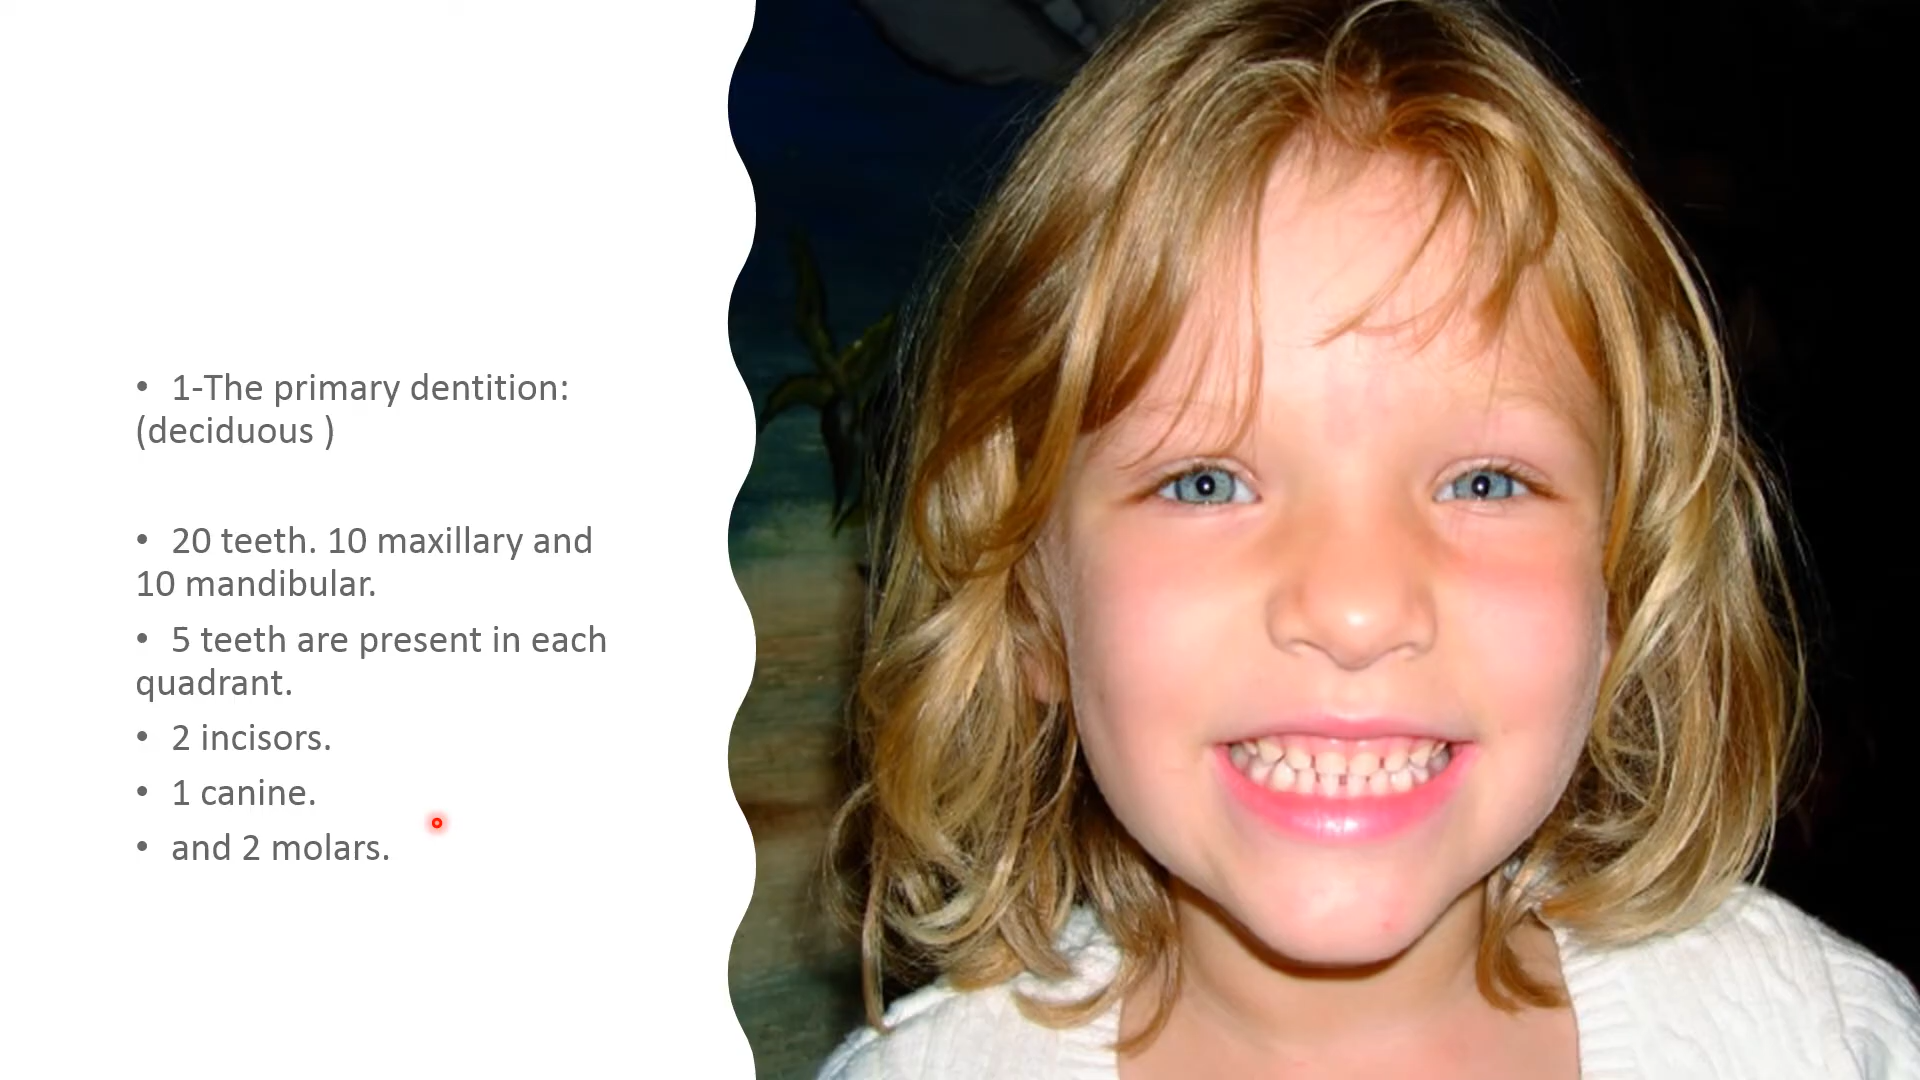 • 1-The primary dentition:
(deciduous )
• 20 teeth. 10 maxillary and
10 mandibular.
• 5 teeth are present in each
quadrant.
• 2 incisors.
• 1 canine.
• and 2 molars.